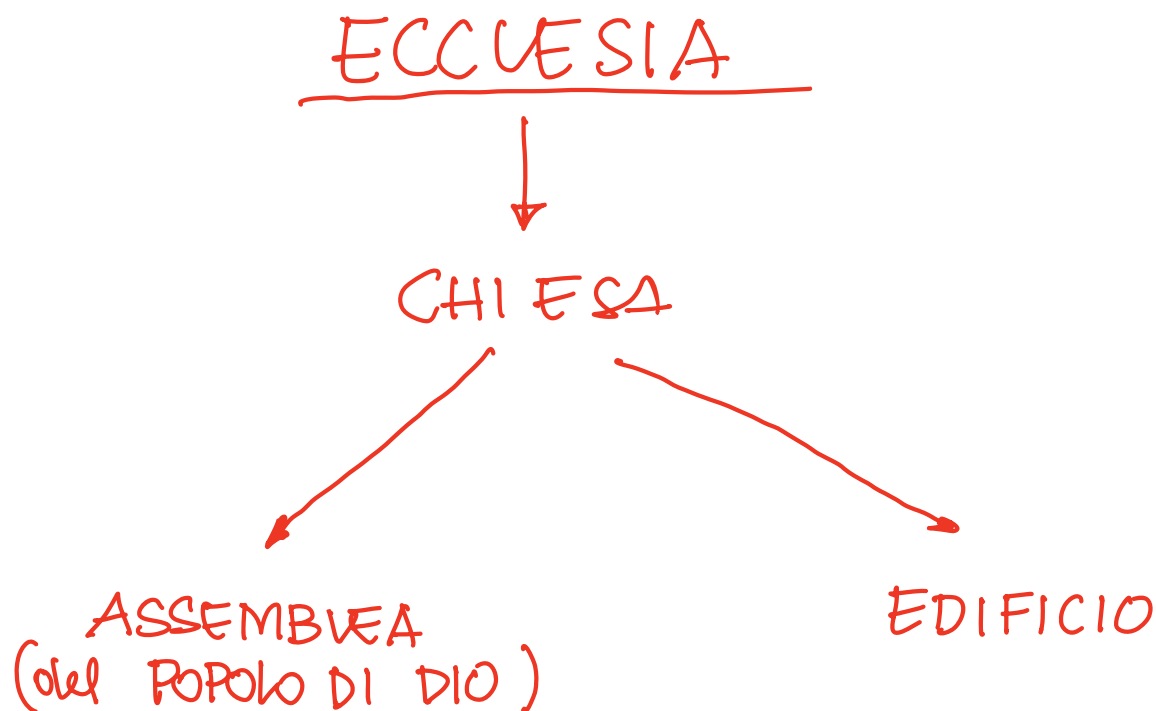 ECCLESIA
CHIESA
ASSEMBLEA
(del POPOLO DI DIO)
EDIFICIO